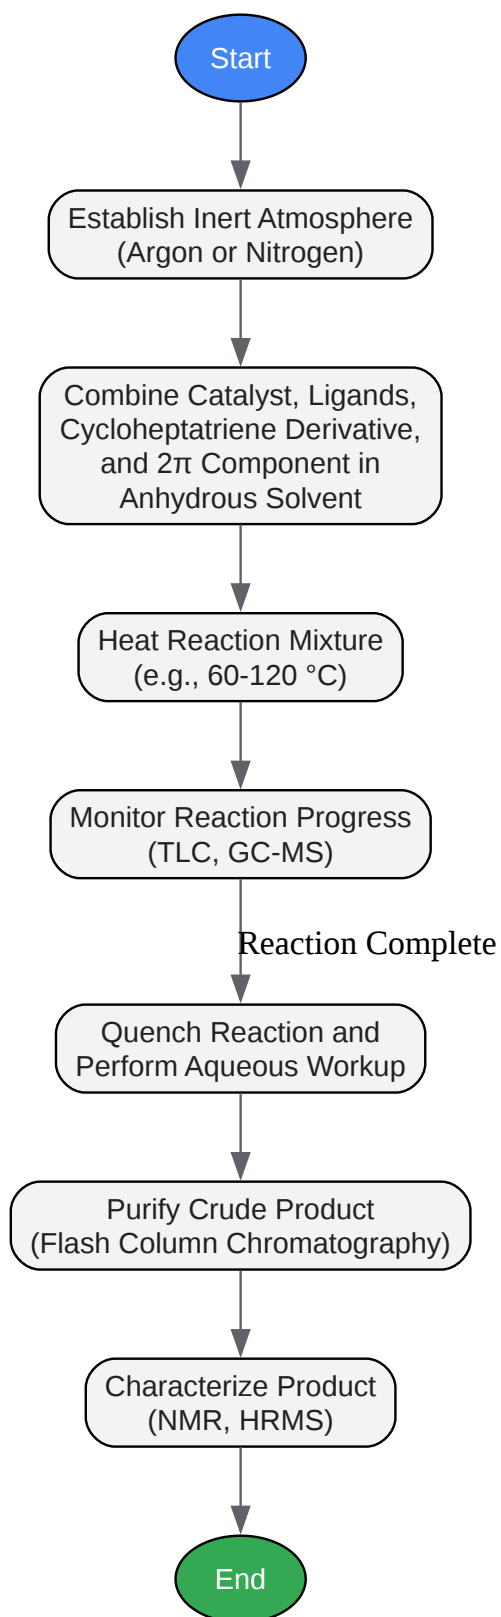 Start
Establish Inert Atmosphere
(Argon or Nitrogen)
Combine Catalyst, Ligands,
Cycloheptatriene Derivative,
and 2π Component in
Anhydrous Solvent
Heat Reaction Mixture
(e.g., 60-120 °C)
Monitor Reaction Progress
(TLC, GC-MS)
Reaction Complete
Quench Reaction and
Perform Aqueous Workup
Purify Crude Product
(Flash Column Chromatography)
Characterize Product
(NMR, HRMS)
End